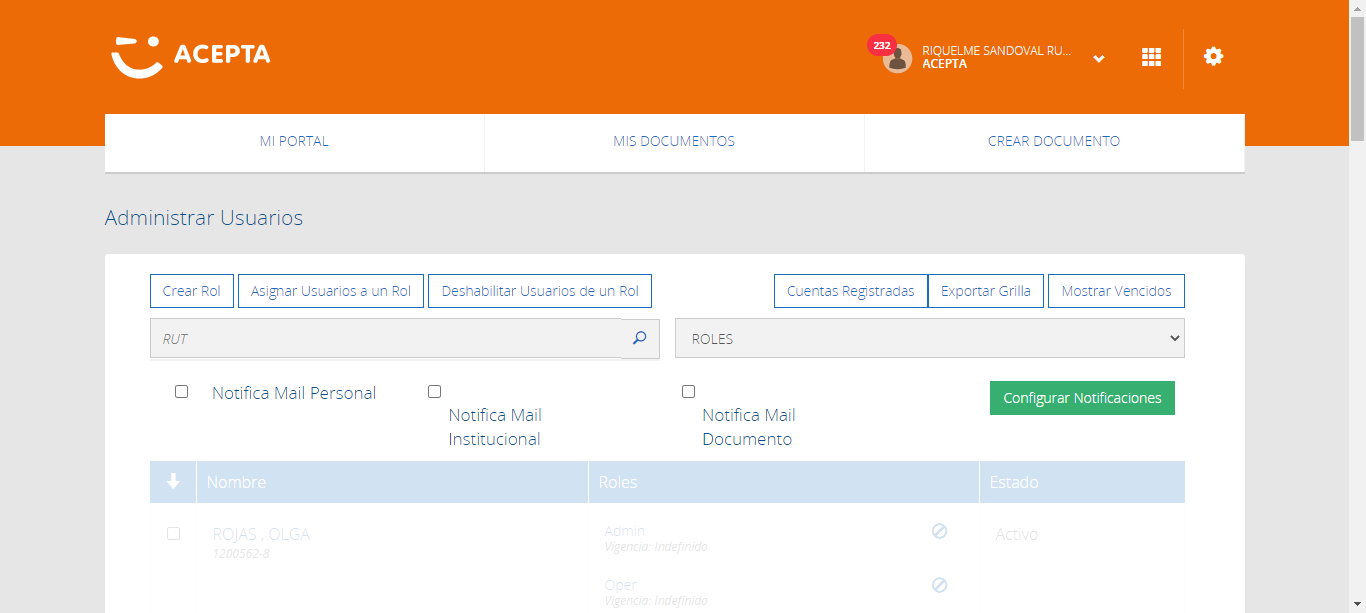 ACEPTA
232
RIQUELME SANDOVAL RU...
ACEPTA
MI PORTAL
MIS DOCUMENTOS
CREAR DOCUMENTO
Administrar Usuarios
Crear Rol
Asignar Usuarios a un Rol
Deshabilitar Usuarios de un Rol
Cuentas Registradas
Exportar Grilla
Mostrar Vencidos
RUT
ROLES
Notifica Mail Personal
Notifica Mail
Institucional
Notifica Mail
Documento
Configurar Notificaciones
Nombre
Roles
Estado
ROJAS , OLGA
1200562-8
Admin
Vigencia: Indefinido
Activo
Oper
Vigencia: Indefinido